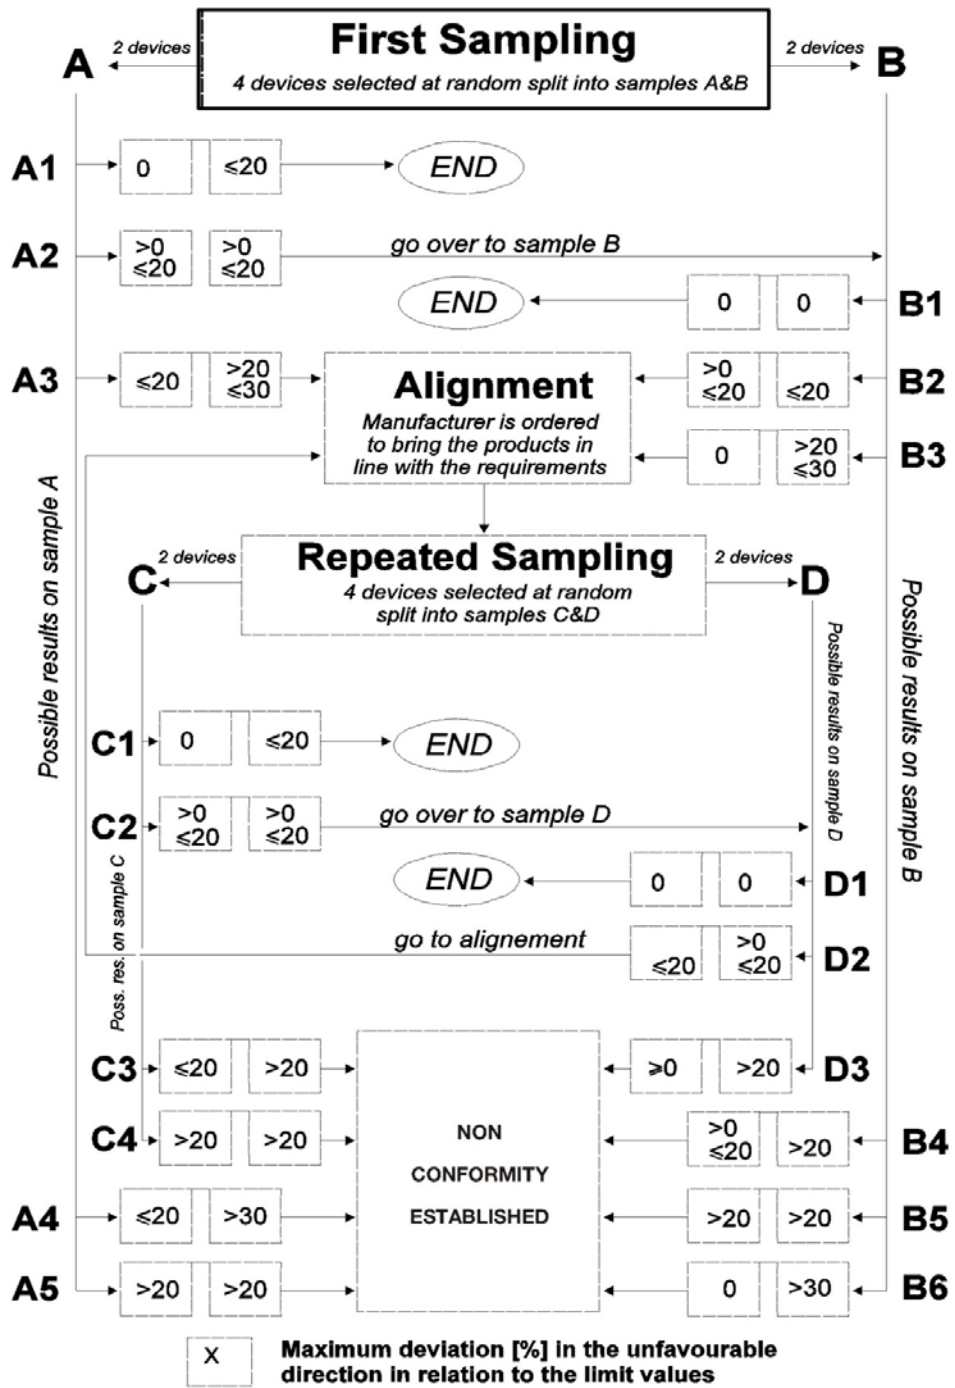 First Sampling
4 devices selected at random split into samples A&B
A
2 devices
2 devices
B
A1
0
≤20
END
A2
>0
≤20
>0
≤20
go over to sample B
END
0
0
B1
A3
≤20
>20
≤30
Alignment
Manufacturer is ordered
to bring the products in
line with the requirements
>0
≤20
≤20
B2
0
>20
≤30
B3
Possible results on sample A
Repeated Sampling
4 devices selected at random
split into samples C&D
C
2 devices
2 devices
D
Possible results on sample D
Possible results on sample B
C1
0
≤20
END
C2
>0
≤20
>0
≤20
go over to sample D
Poss. res. on sample C
END
0
0
D1
go to alignement
≤20
>0
≤20
D2
C3
≤20
>20
≥0
>20
D3
C4
>20
>20
NON
CONFORMITY
ESTABLISHED
>0
≤20
>20
B4
A4
≤20
>30
>20
>20
B5
A5
>20
>20
0
>30
B6
X
Maximum deviation [%] in the unfavourable
direction in relation to the limit values